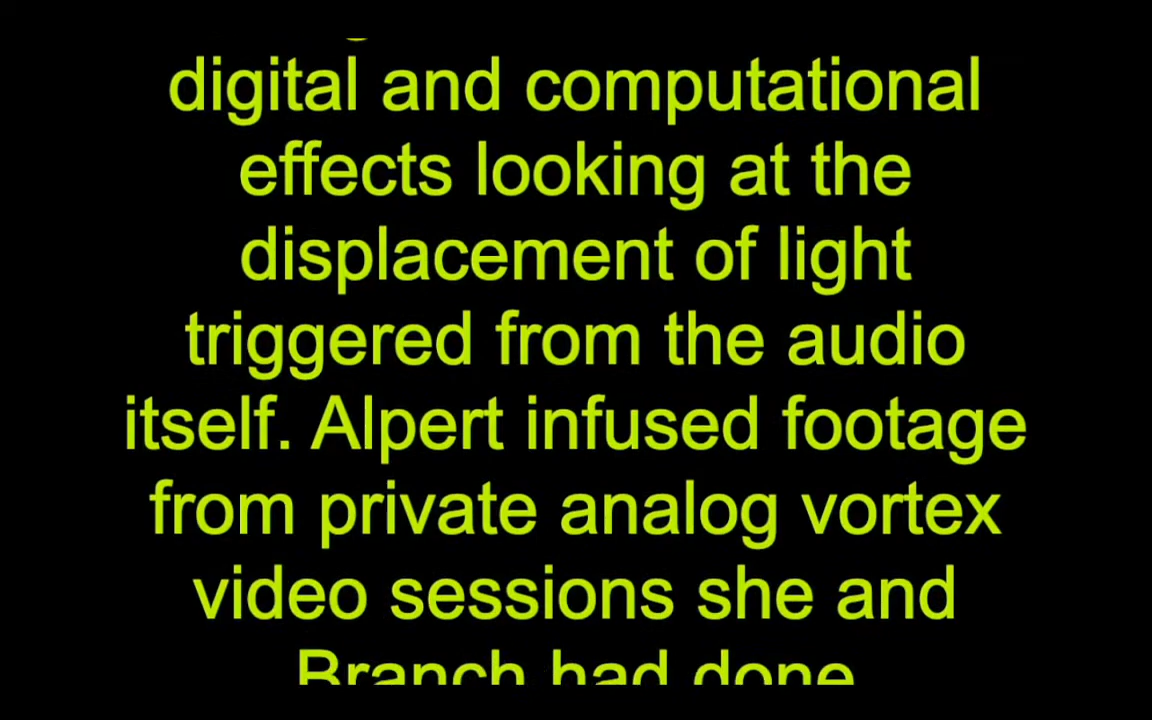 digital and computational
effects looking at the
displacement of light
triggered from the audio
itself. Alpert infused footage
from private analog vortex
video sessions she and
Branch had done